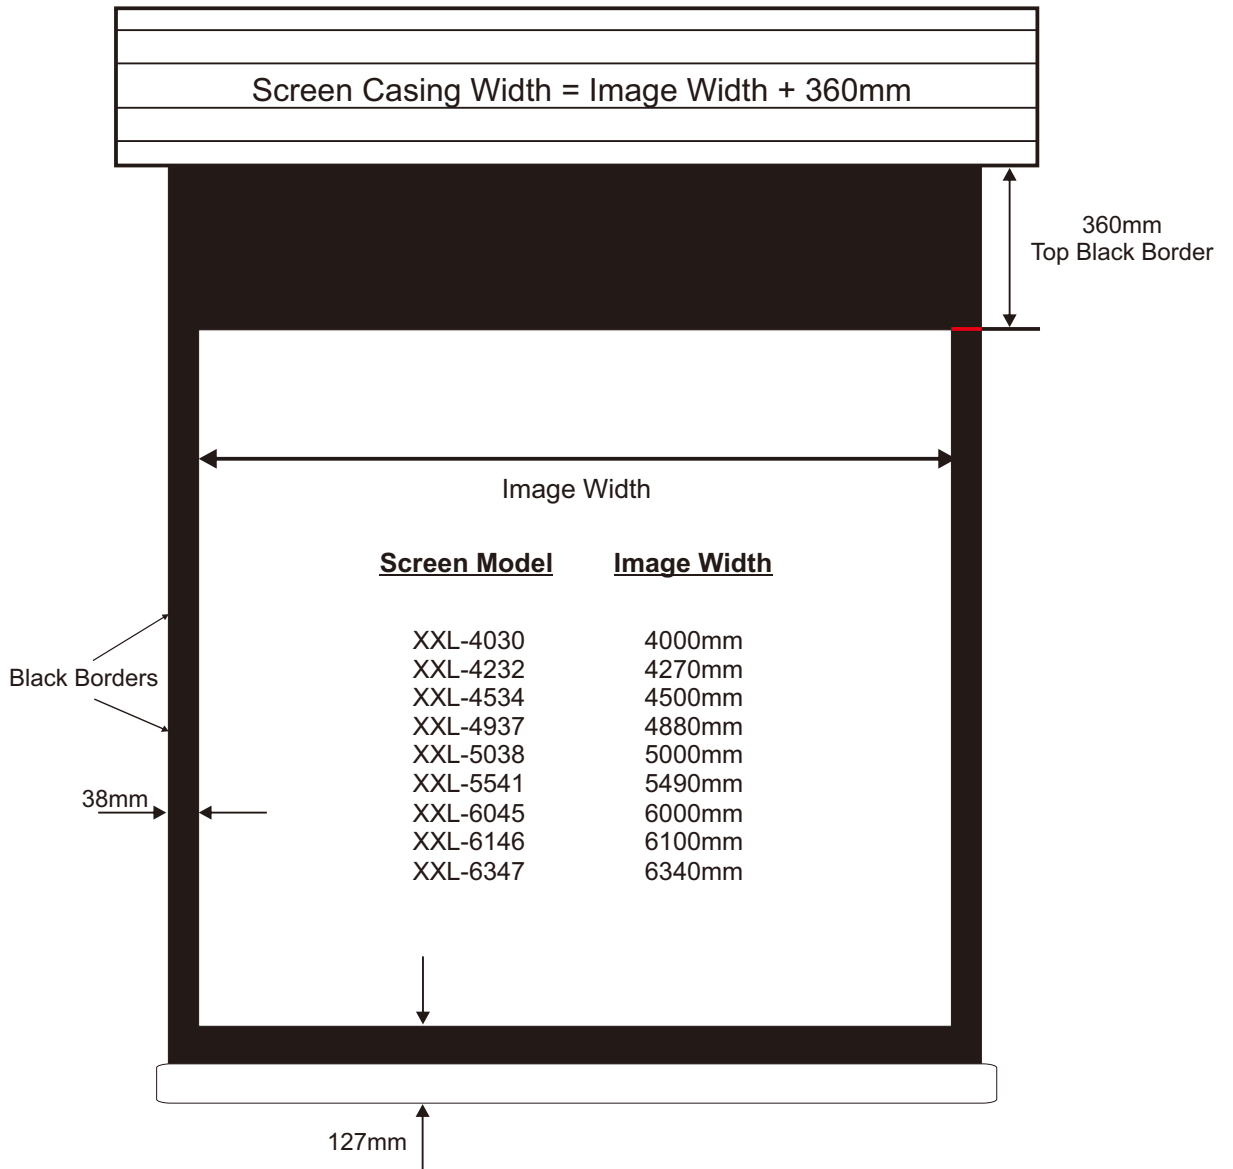 Screen Casing Width = Image Width + 360mm
360mm
Top Black Border
Image Width
Screen Model Image Width
XXL-4030 4000mm
XXL-4232 4270mm
XXL-4534 4500mm
XXL-4937 4880mm
XXL-5038 5000mm
XXL-5541 5490mm
XXL-6045 6000mm
XXL-6146 6100mm
XXL-6347 6340mm
Black Borders
38mm
127mm